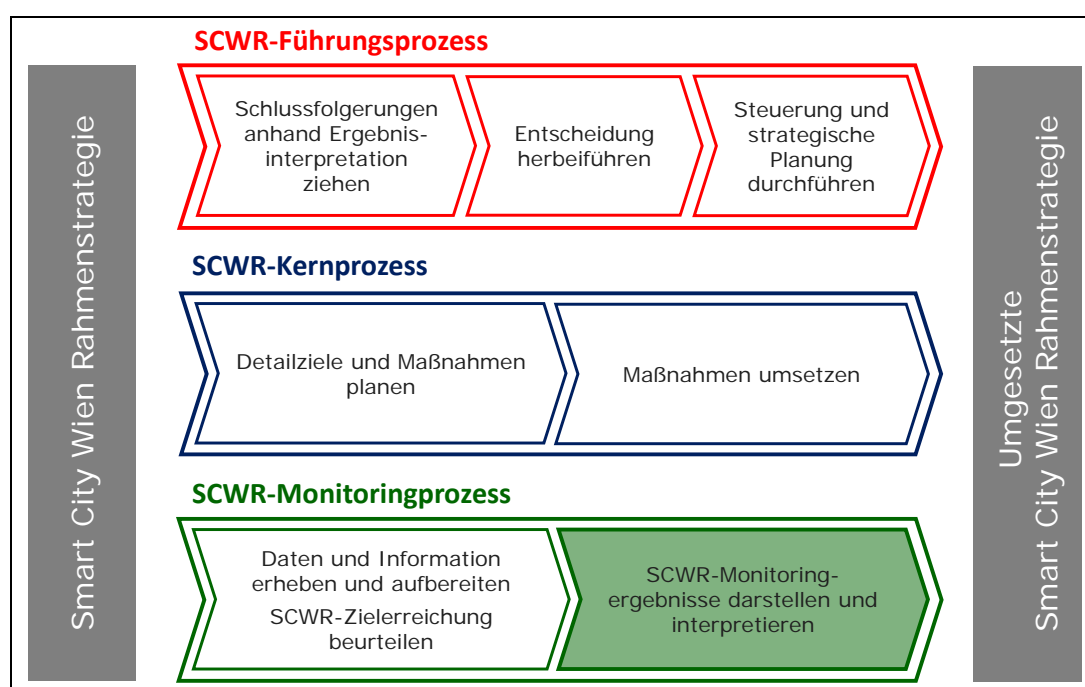 Smart City Wien Rahmenstrategie
SCWR-Führungsprozess
Schlussfolgerungen
anhand Ergebnis-
interpretation
ziehen
Entscheidung
herbeiführen
Steuerung und
strategische
Planung
durchführen
SCWR-Kernprozess
Detailziele und Maßnahmen
planen
Maßnahmen umsetzen
SCWR-Monitoringprozess
Daten und Information
erheben und aufbereiten
SCWR-Zielerreichung
beurteilen
SCWR-Monitoring-
ergebnisse darstellen und
interpretieren
Umgesetzte
Smart City Wien Rahmenstrategie